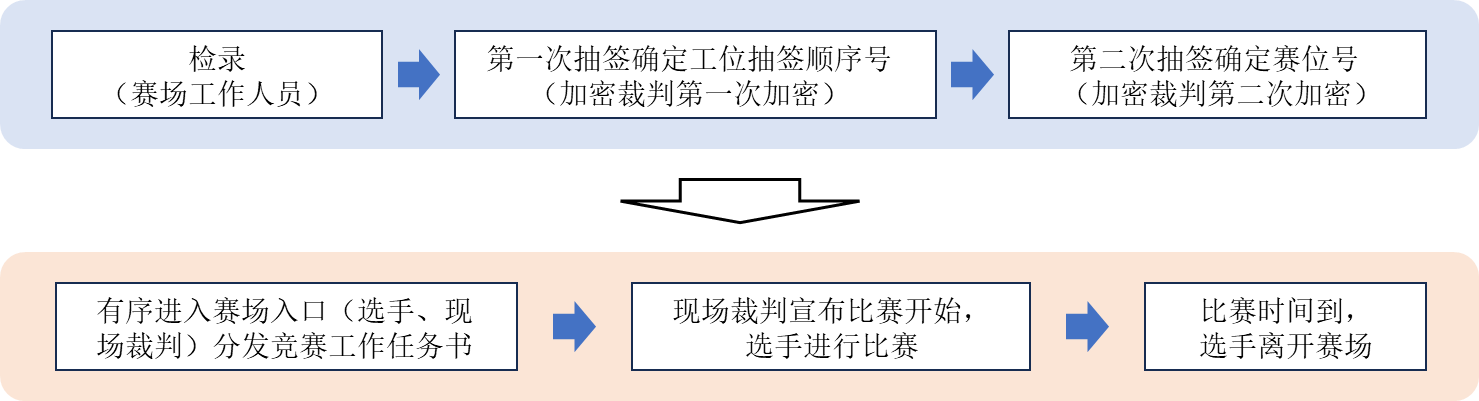 检录
（赛场工作人员）
第一次抽签确定工位抽签顺序号
（加密裁判第一次加密）
第二次抽签确定赛位号
（加密裁判第二次加密）
有序进入赛场入口（选手、现
场裁判）分发竞赛工作任务书
现场裁判宣布比赛开始，
选手进行比赛
比赛时间到，
选手离开赛场